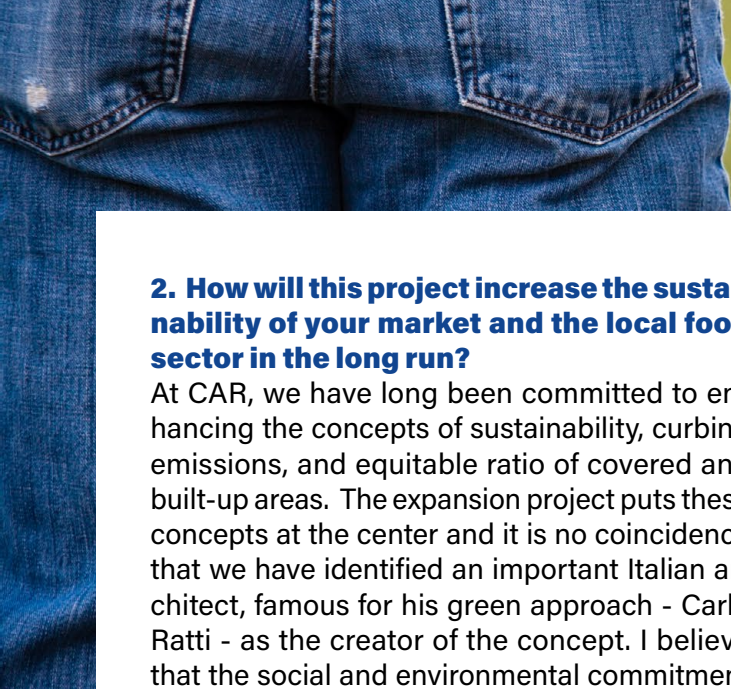 2. How will this project increase the susta
nability of your market and the local foo
sector in the long run?
At CAR, we have long been committed to en
hancing the concepts of sustainability, curbin
emissions, and equitable ratio of covered an
built-up areas. The expansion project puts thes
concepts at the center and it is no coincidenc
that we have identified an important Italian a
chitect, famous for his green approach - Carl
Ratti - as the creator of the concept. I believ
that the social and environmental commitmen